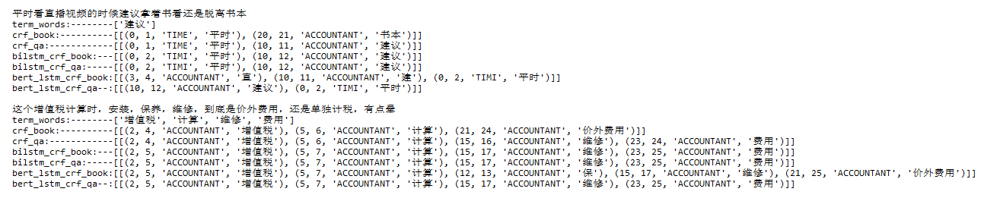 平时看直播视频的时候建议拿着书看还是脱离书本
term_words:--------['建议']
crf_book:----------[[(0, 1, 'TIME', '平时'), (20, 21, 'ACCOUNTANT', '书本')]]
crf_qa:------------[[(0, 1, 'TIME', '平时'), (10, 11, 'ACCOUNTANT', '建议')]]
bilstm_crf_book:---[[(0, 2, 'TIMI', '平时'), (10, 12, 'ACCOUNTANT', '建议')]]
bilstm_crf_qa:-----[[(0, 2, 'TIMI', '平时'), (10, 12, 'ACCOUNTANT', '建议')]]
bert_lstm_crf_book:[[(3, 4, 'ACCOUNTANT', '直'), (10, 11, 'ACCOUNTANT', '建'), (0, 2, 'TIMI', '平时')]]
bert_lstm_crf_qa--:[[(10, 12, 'ACCOUNTANT', '建议'), (0, 2, 'TIMI', '平时')]]
这个增值税计算时，安装，保养，维修，到底是价外费用，还是单独计税，有点晕
term_words:--------['增值税', '计算', '维修', '费用']
crf_book:----------[[(2, 4, 'ACCOUNTANT', '增值税'), (5, 6, 'ACCOUNTANT', '计算'), (21, 24, 'ACCOUNTANT', '价外费用')]]
crf_qa:------------[[(2, 4, 'ACCOUNTANT', '增值税'), (5, 6, 'ACCOUNTANT', '计算'), (15, 16, 'ACCOUNTANT', '维修'), (23, 24, 'ACCOUNTANT', '费用')]]
bilstm_crf_book:---[[(2, 5, 'ACCOUNTANT', '增值税'), (5, 7, 'ACCOUNTANT', '计算'), (15, 17, 'ACCOUNTANT', '维修'), (23, 25, 'ACCOUNTANT', '费用')]]
bilstm_crf_qa:-----[[(2, 5, 'ACCOUNTANT', '增值税'), (5, 7, 'ACCOUNTANT', '计算'), (15, 17, 'ACCOUNTANT', '维修'), (23, 25, 'ACCOUNTANT', '费用')]]
bert_lstm_crf_book:[[(2, 5, 'ACCOUNTANT', '增值税'), (5, 7, 'ACCOUNTANT', '计算'), (12, 13, 'ACCOUNTANT', '保'), (15, 17, 'ACCOUNTANT', '维修'), (21, 25, 'ACCOUNTANT', '价外费用')]]
bert_lstm_crf_qa--:[[(2, 5, 'ACCOUNTANT', '增值税'), (5, 7, 'ACCOUNTANT', '计算'), (15, 17, 'ACCOUNTANT', '维修'), (23, 25, 'ACCOUNTANT', '费用')]]